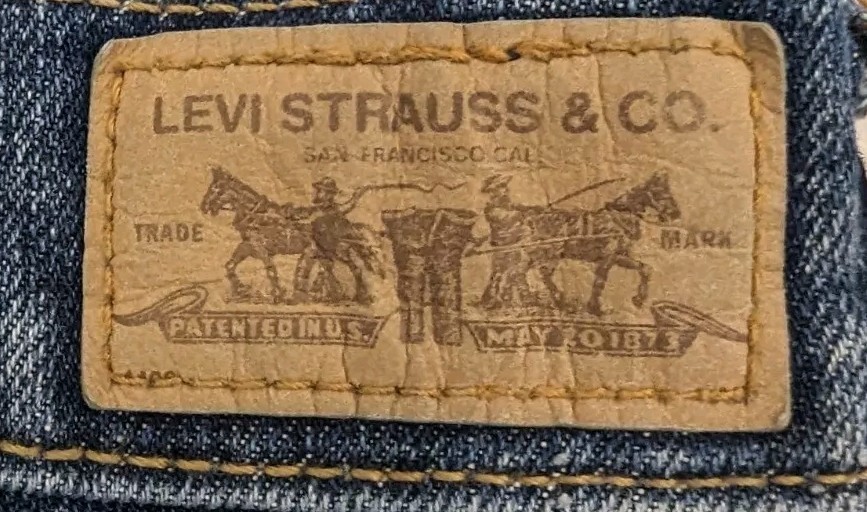 LEVI STRAUSS & CO.
SAN FRANCISCO CAL.
TRADE MARK
PATENTED IN U.S. MAY 20 1873